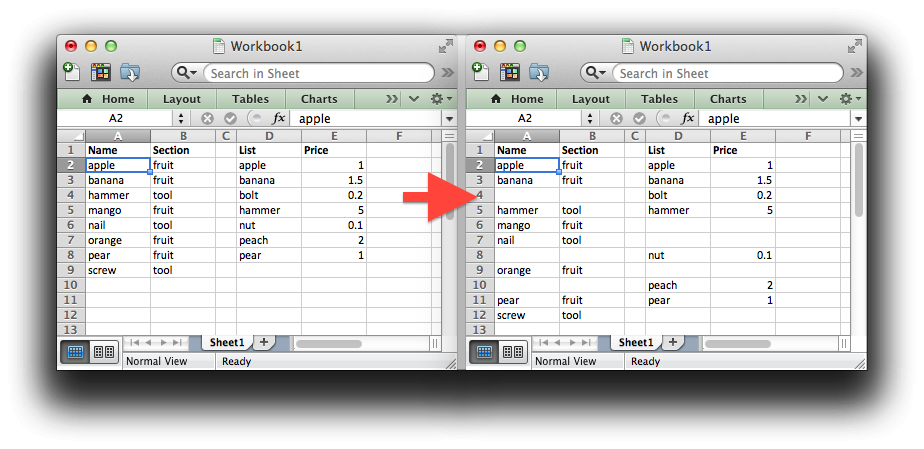 Workbook1
Search in Sheet
Home Layout Tables Charts
A2 fx apple
A B C D E F
1 Name Section List Price
2 apple fruit apple 1
3 banana fruit banana 1.5
4 hammer tool bolt 0.2
5 mango fruit hammer 5
6 nail tool nut 0.1
7 orange fruit peach 2
8 pear fruit pear 1
9 screw tool
10
11
12
13
Sheet1
Normal View Ready
Workbook1
Search in Sheet
Home Layout Tables Charts
A2 fx apple
A B C D E F
1 Name Section List Price
2 apple fruit apple 1
3 banana fruit banana 1.5
4 bolt 0.2
5 hammer tool hammer 5
6 mango fruit
7 nail tool
8 nut 0.1
9 orange fruit
10 peach 2
11 pear fruit pear 1
12 screw tool
13
Sheet1
Normal View Ready